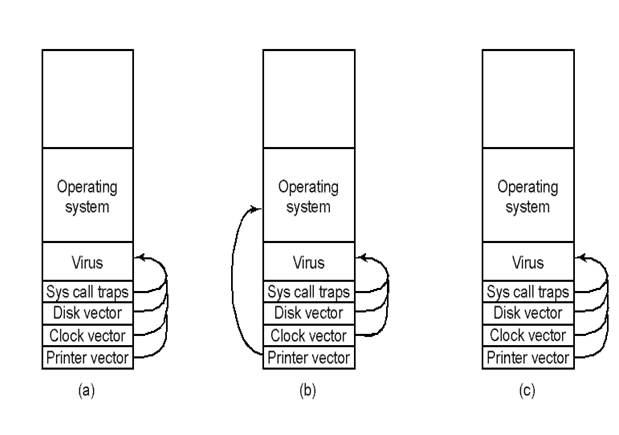 Operating
system
Virus
Sys call traps
Disk vector
Clock vector
Printer vector
(a)
Operating
system
Virus
Sys call traps
Disk vector
Clock vector
Printer vector
(b)
Operating
system
Virus
Sys call traps
Disk vector
Clock vector
Printer vector
(c)